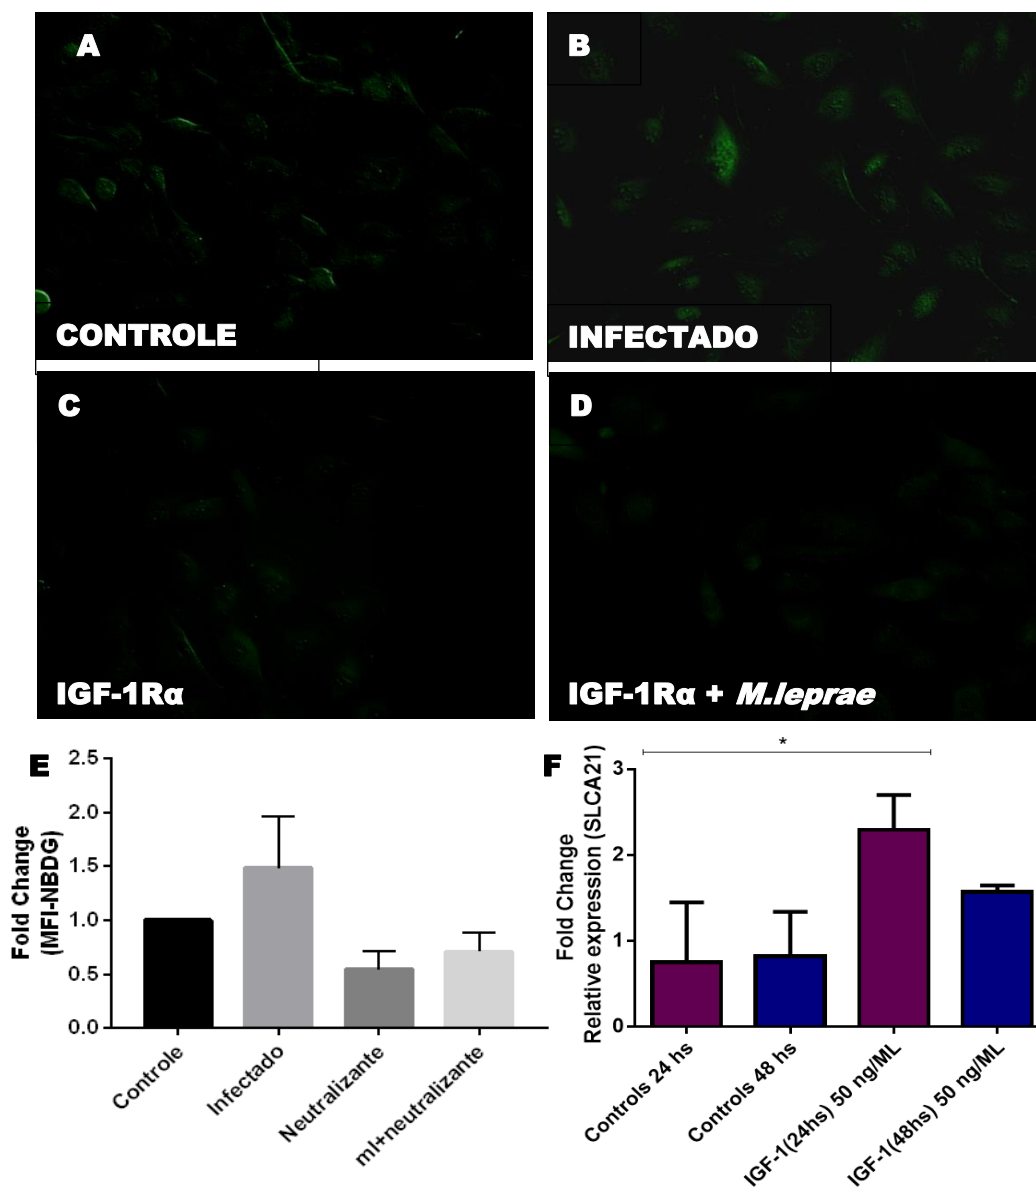 A
B
CONTROLE
INFECTADO
C
D
IGF-1Rα
IGF-1Rα + M.leprae
E
2.5
2.0
1.5
1.0
0.5
0.0
Fold Change
(MFI-NBDG)
Controle
Infectado
Neutralizante
ml+neutralizante
F
*
3
2
1
0
Fold Change
Relative expression (SLCA21)
Controls 24 hs
Controls 48 hs
IGF-1(24hs) 50 ng/ML
IGF-1(48hs) 50 ng/ML